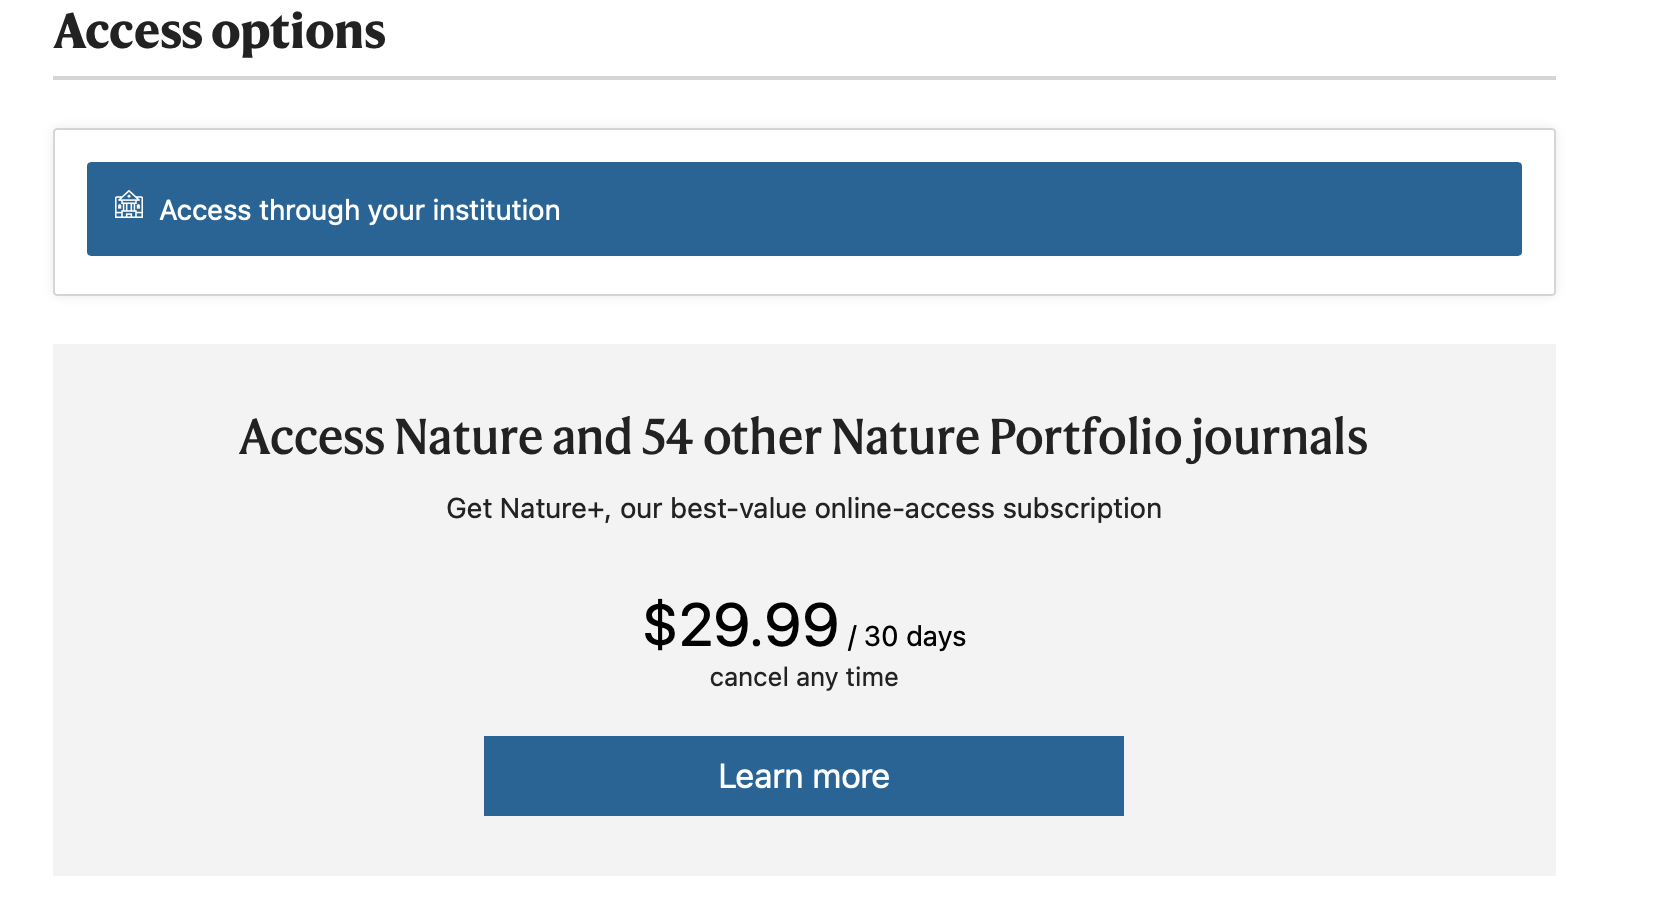 Access options
Access through your institution
Access Nature and 54 other Nature Portfolio journals
Get Nature+, our best-value online-access subscription
$29.99 / 30 days
cancel any time
Learn more